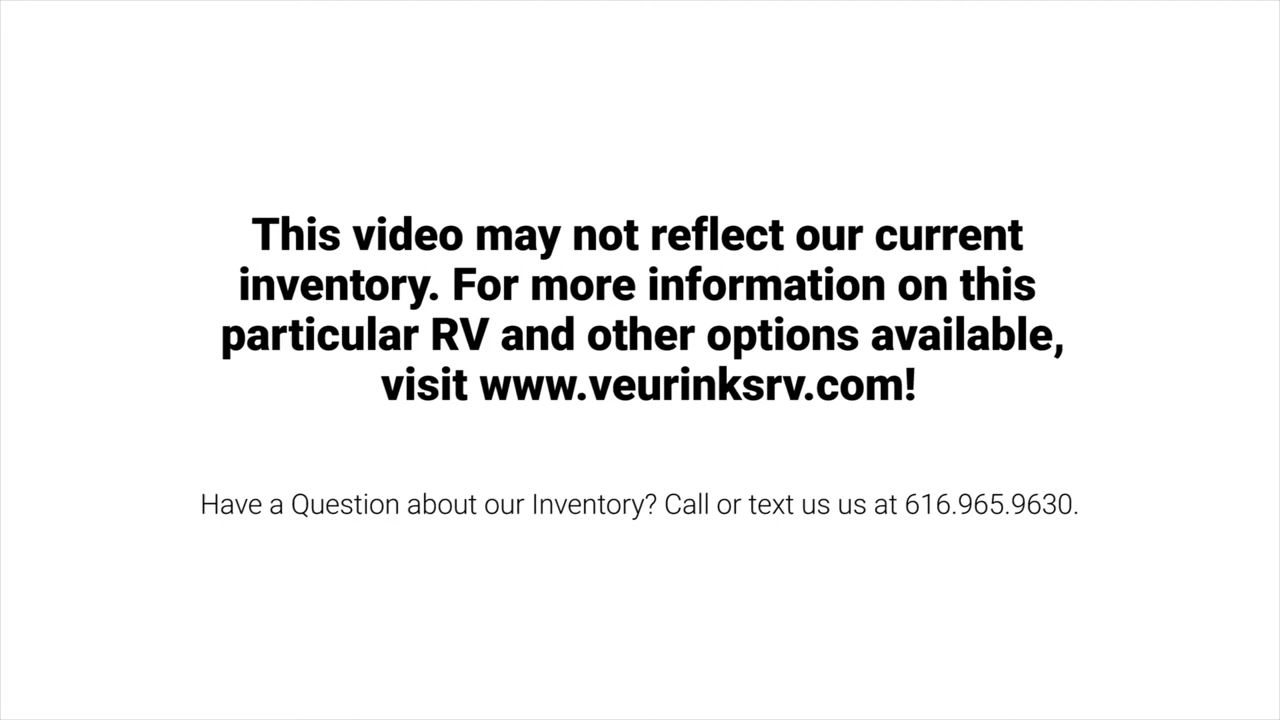 This video may not reflect our current
inventory. For more information on this
particular RV and other options available,
visit www.veurinksrv.com!
Have a Question about our Inventory? Call or text us us at 616.965.9630.